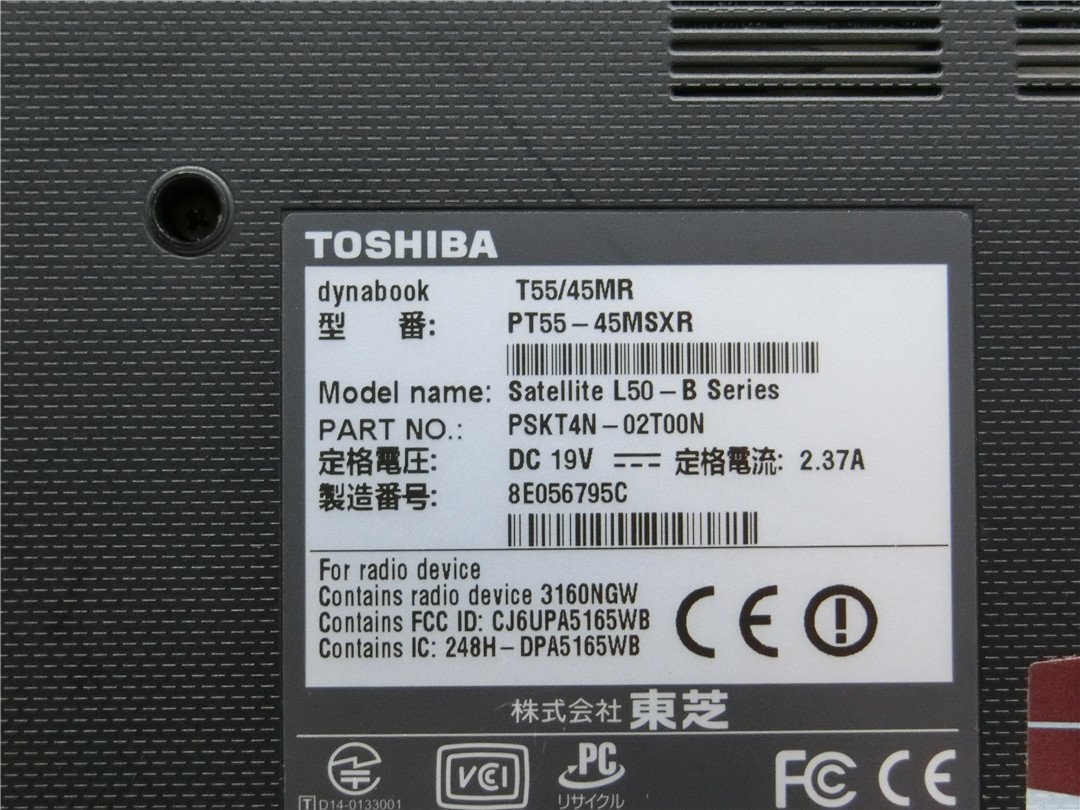 TOSHIBA
dynabook T55/45MR
型 番: PT55-45MSXR
Model name: Satellite L50-B Series
PART NO.: PSKT4N-02T00N
定格電圧: DC 19V 定格電流: 2.37A
製造番号: 8E056795C
For radio device
Contains radio device 3160NGW
Contains FCC ID: CJ6UPA5165WB
Contains IC: 248H-DPA5165WB
CE
株式会社 東芝
VCI PC FC CE
T D14-0133001 リサイクル